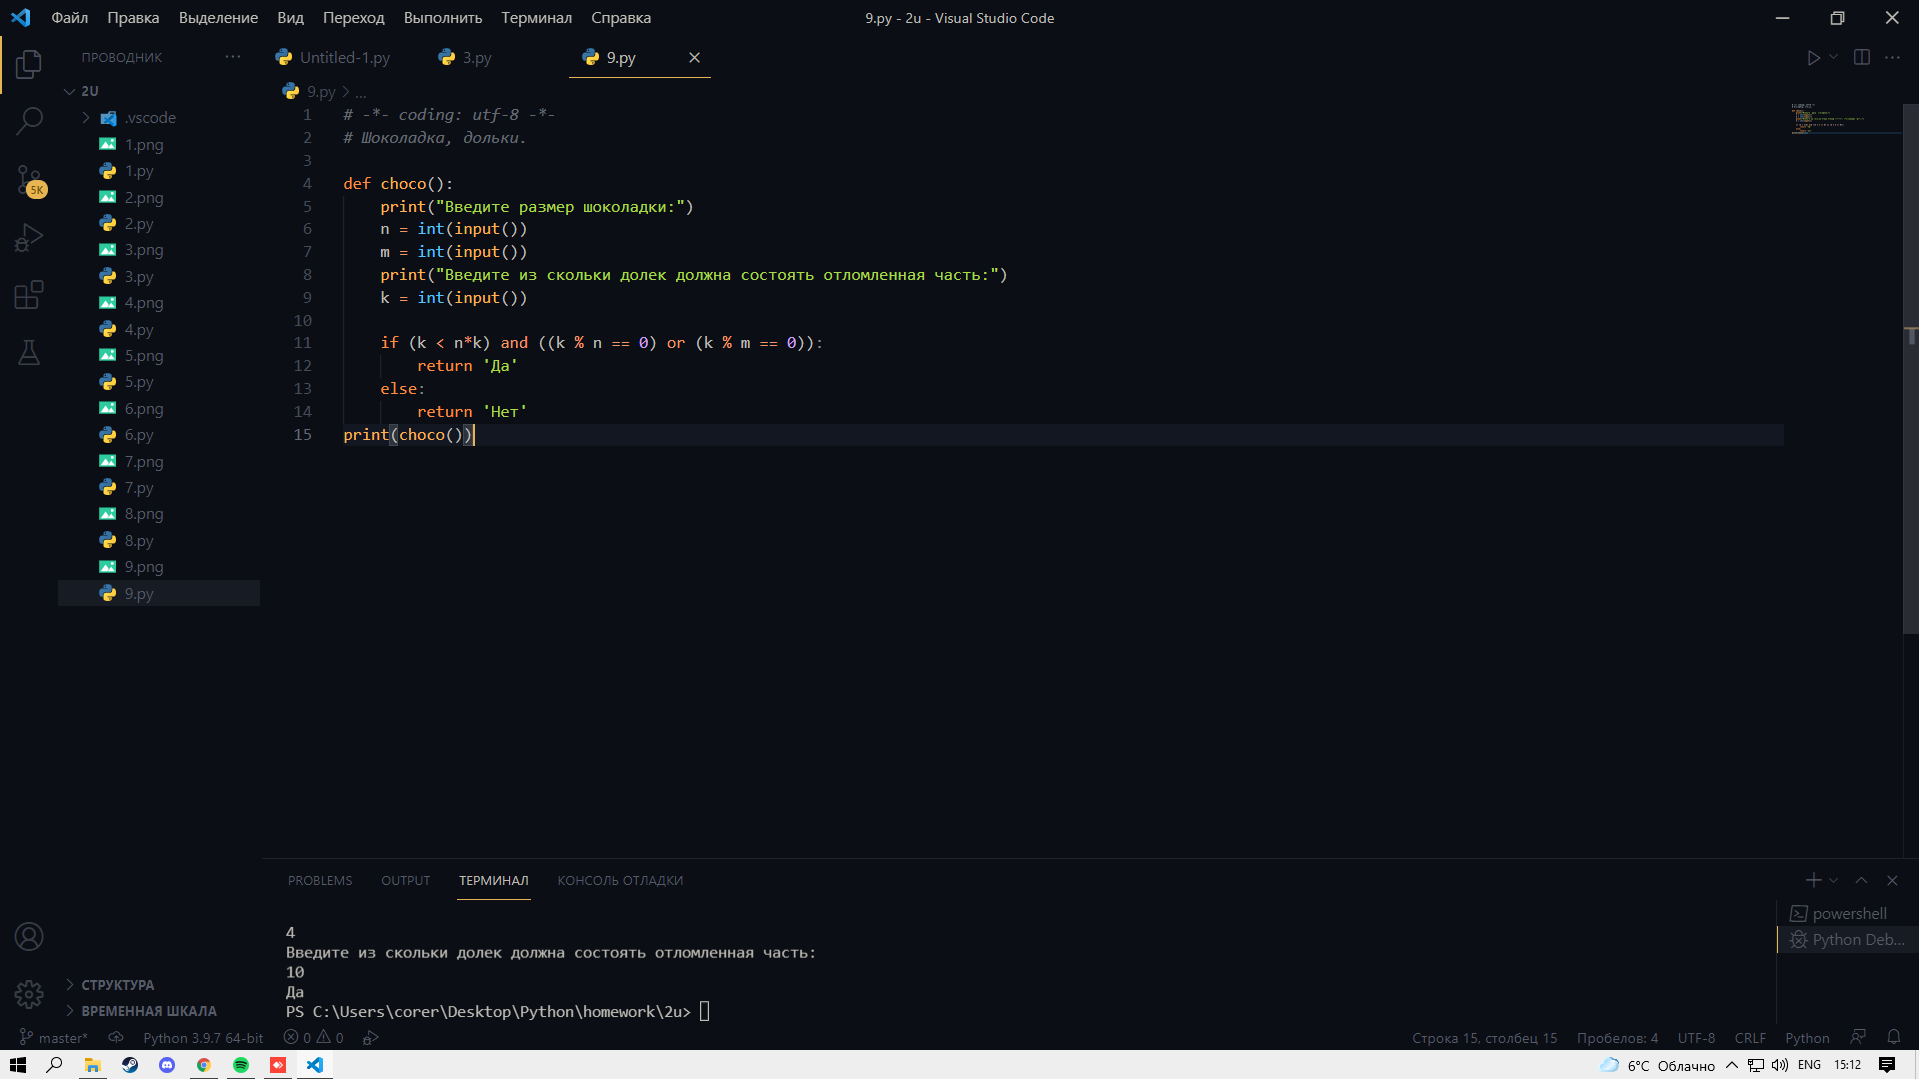 Файл Правка Выделение Вид Переход Выполнить Терминал Справка
9.py - 2u - Visual Studio Code
ПРОВОДНИК ···
Untitled-1.py 3.py 9.py
2U
9.py > ...
.vscode
1.png
1.py
2.png
2.py
3.png
3.py
4.png
4.py
5.png
5.py
6.png
6.py
7.png
7.py
8.png
8.py
9.png
9.py
5K
СТРУКТУРА
ВРЕМЕННАЯ ШКАЛА
1 # -*- coding: utf-8 -*-
2 # Шоколадка, дольки.
3
4 def choco():
5     print("Введите размер шоколадки:")
6     n = int(input())
7     m = int(input())
8     print("Введите из скольки долек должна состоять отломленная часть:")
9     k = int(input())
10
11     if (k < n*k) and ((k % n == 0) or (k % m == 0)):
12         return 'Да'
13     else:
14         return 'Нет'
15 print(choco())
PROBLEMS OUTPUT ТЕРМИНАЛ КОНСОЛЬ ОТЛАДКИ
4
Введите из скольки долек должна состоять отломленная часть:
10
Да
PS C:\Users\corer\Desktop\Python\homework\2u>
powershell
Python Deb...
master* Python 3.9.7 64-bit 0 0
Строка 15, столбец 15 Пробелов: 4 UTF-8 CRLF Python
6°C Облачно ENG 15:12